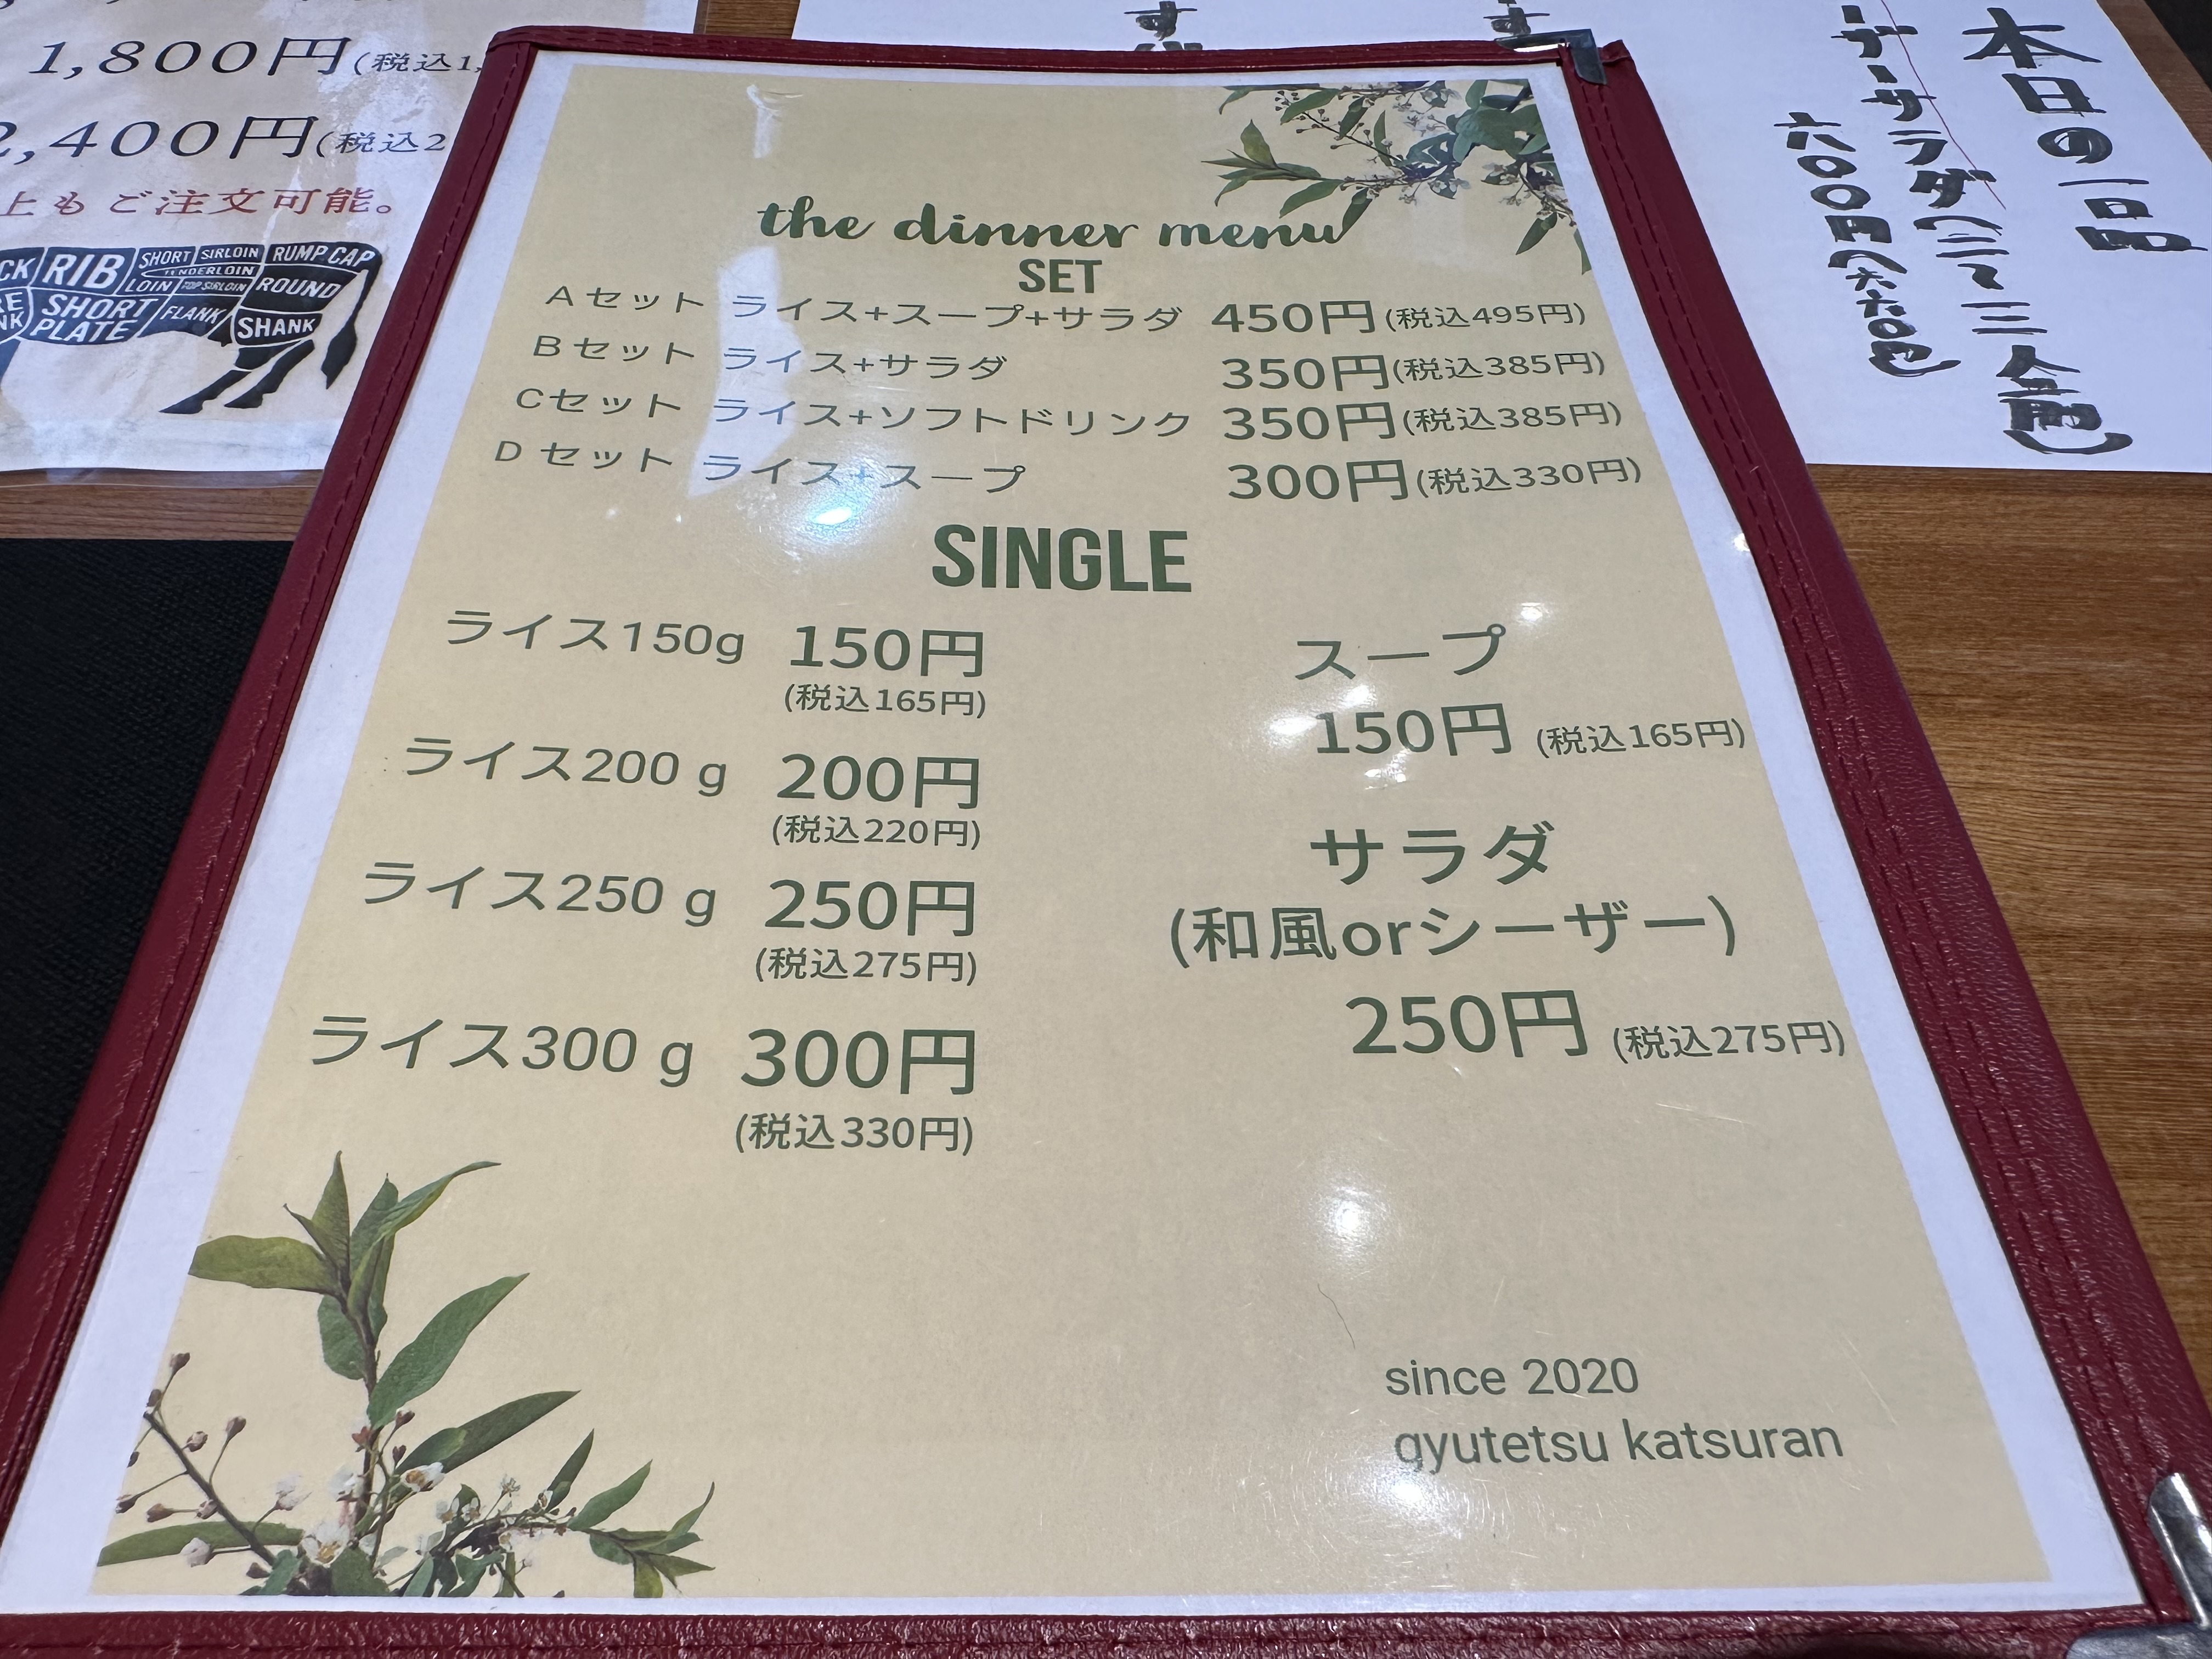 1,800円(税込1,
2,400円(税込2
上もご注文可能。
RIB
SHORT
LOIN
SIRLOIN
TENDERLOIN
TOP SIRLOIN
RUMP CAP
ROUND
SHORT
PLATE
FLANK
SHANK
the dinner menu
SET
Aセット ライス+スープ+サラダ 450円(税込495円)
Bセット ライス+サラダ 350円(税込385円)
Cセット ライス+ソフトドリンク 350円(税込385円)
Dセット ライス+スープ 300円(税込330円)
SINGLE
ライス150g 150円
(税込165円)
ライス200g 200円
(税込220円)
ライス250g 250円
(税込275円)
ライス300g 300円
(税込330円)
スープ
150円 (税込165円)
サラダ
(和風orシーザー)
250円 (税込275円)
since 2020
gyutetsu katsuran
本日の一品
サラダ(二〜三人前)
六〇〇円